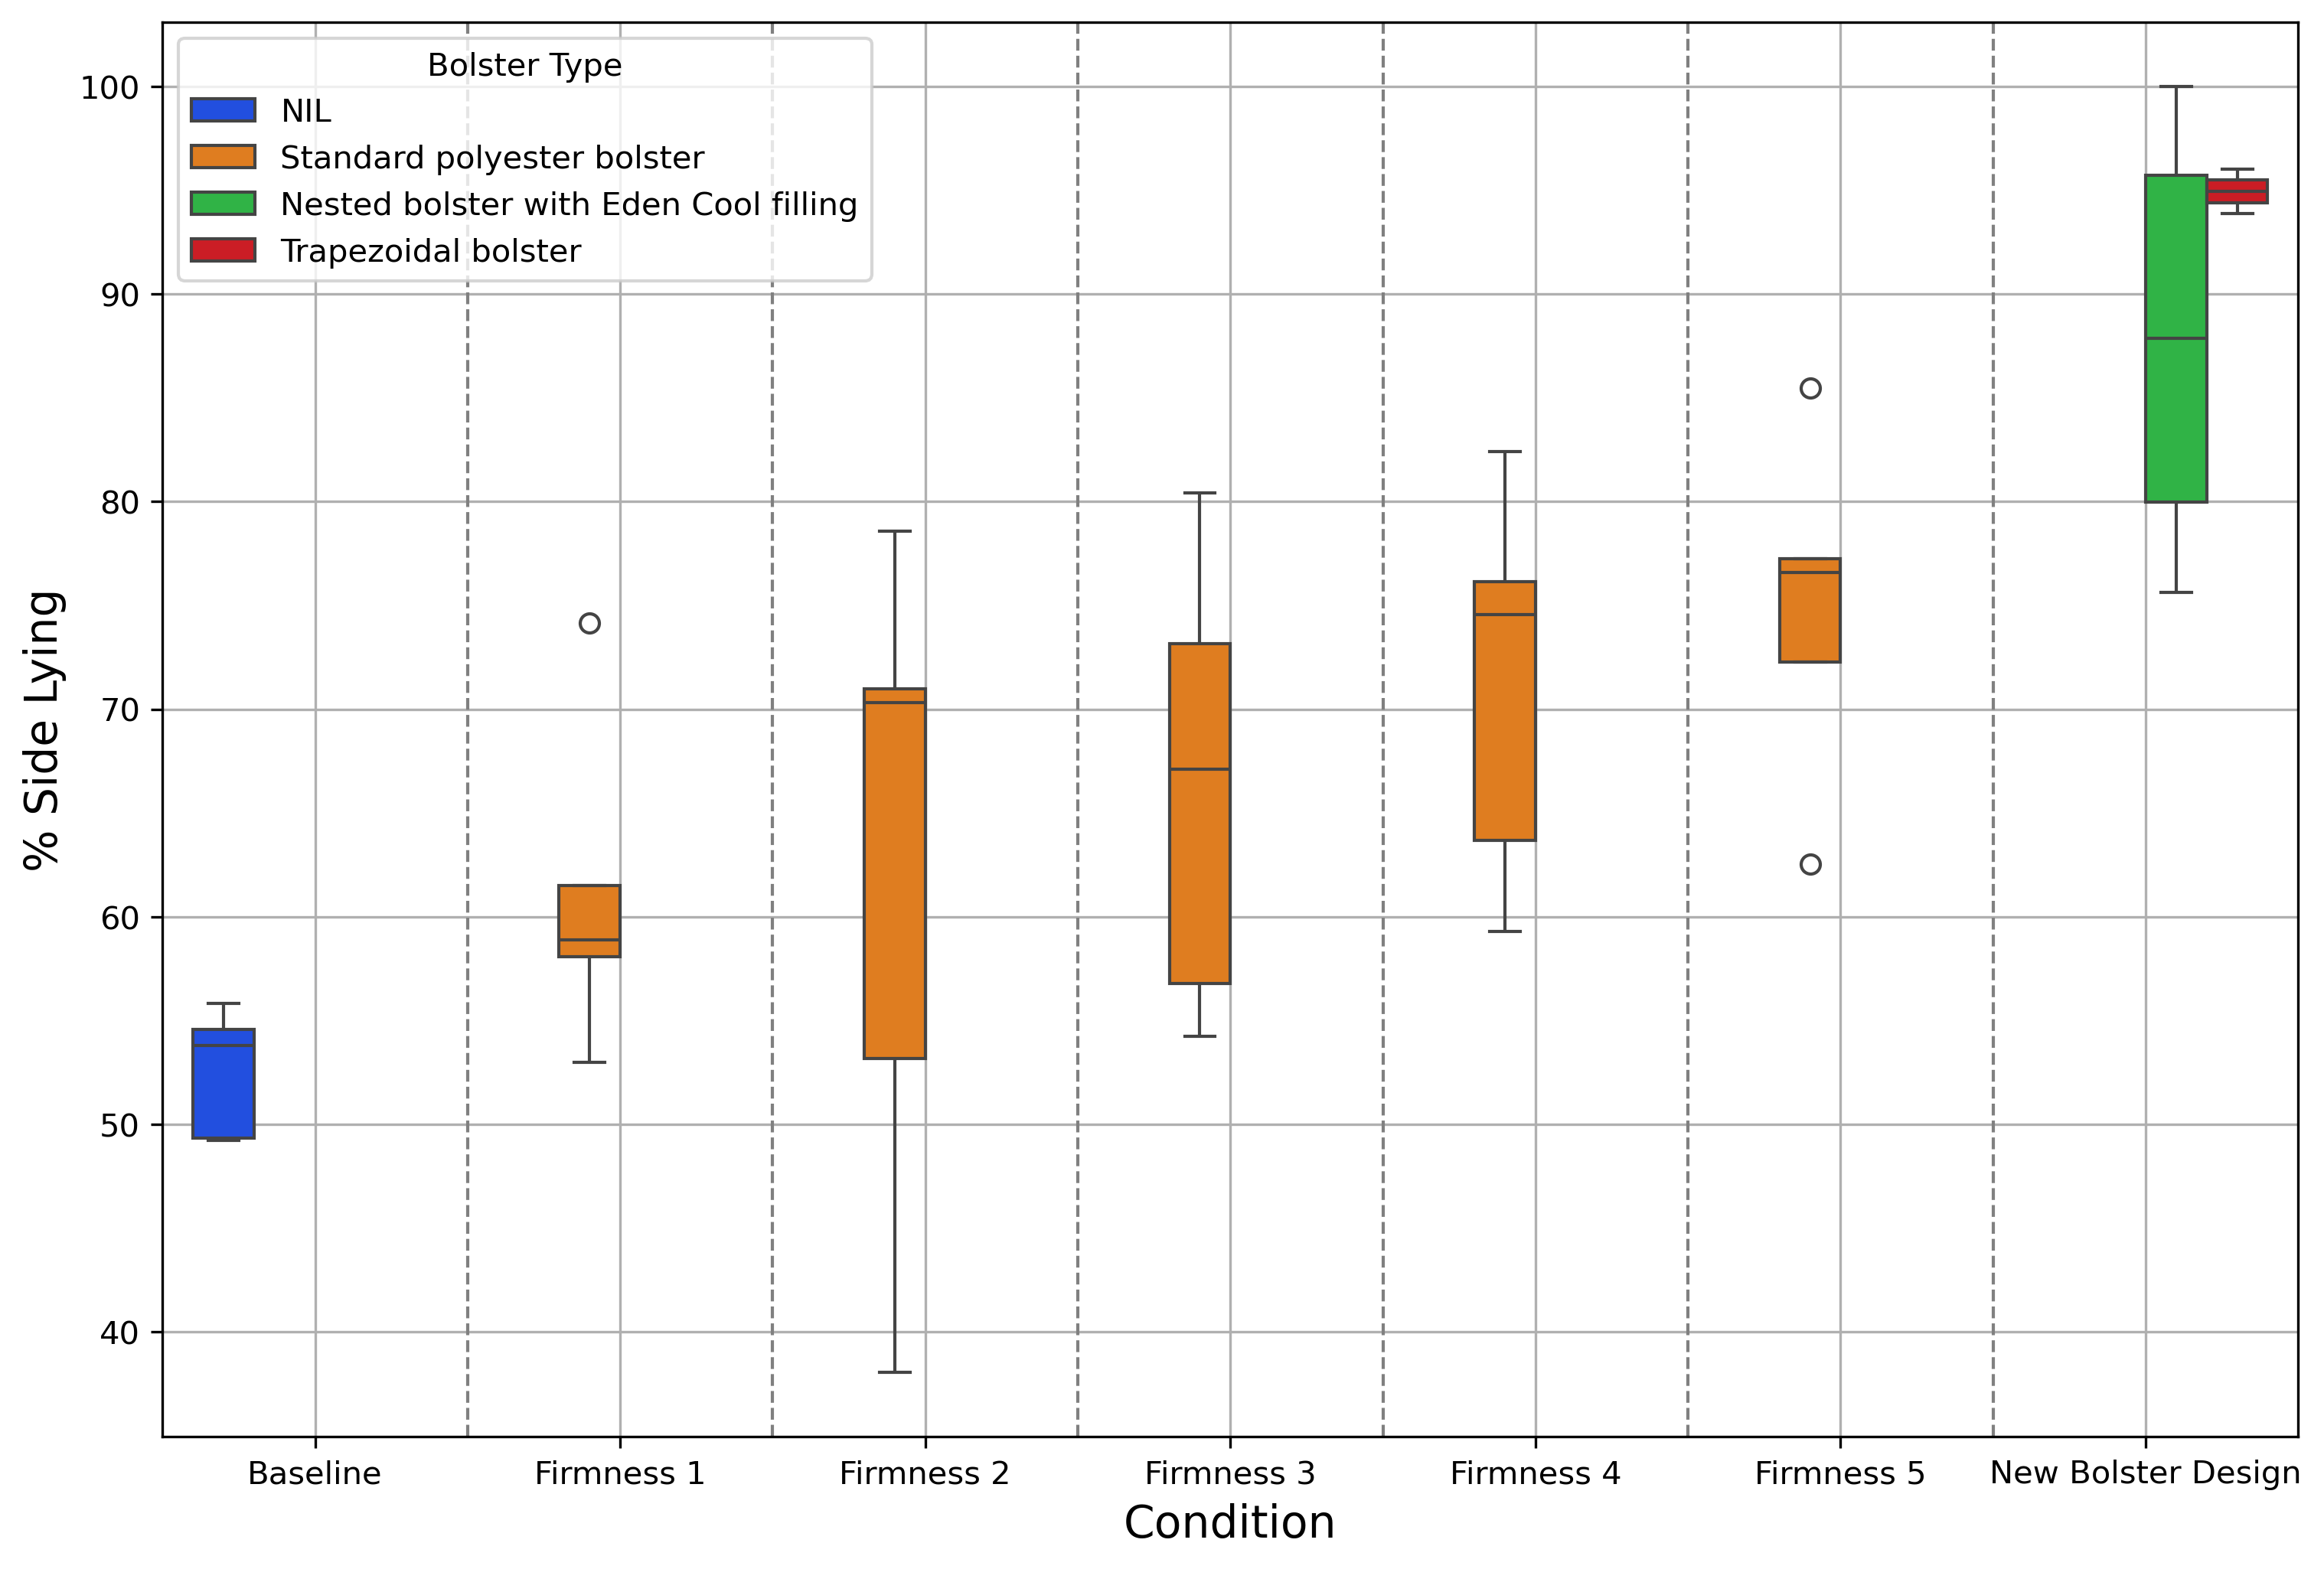 Bolster Type
NIL
Standard polyester bolster
Nested bolster with Eden Cool filling
Trapezoidal bolster
100
90
80
70
60
50
40
% Side Lying
Baseline Firmness 1 Firmness 2 Firmness 3 Firmness 4 Firmness 5 New Bolster Design
Condition